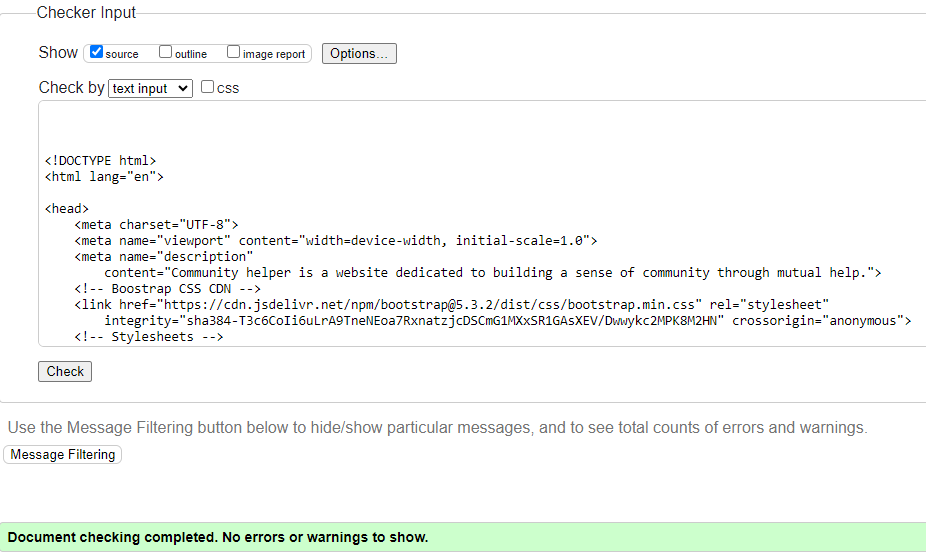 Checker Input
Show source outline image report Options...
Check by text input css
<!DOCTYPE html>
<html lang="en">
<head>
<meta charset="UTF-8">
<meta name="viewport" content="width=device-width, initial-scale=1.0">
<meta name="description"
content="Community helper is a website dedicated to building a sense of community through mutual help.">
<!-- Boostrap CSS CDN -->
<link href="https://cdn.jsdelivr.net/npm/bootstrap@5.3.2/dist/css/bootstrap.min.css" rel="stylesheet"
integrity="sha384-T3c6CoIi6uLrA9TneNEoa7RxnatzjcDSCmG1MXxSR1GAsXEV/Dwwykc2MPK8M2HN" crossorigin="anonymous">
<!-- Stylesheets -->
Check
Use the Message Filtering button below to hide/show particular messages, and to see total counts of errors and warnings.
Message Filtering
Document checking completed. No errors or warnings to show.